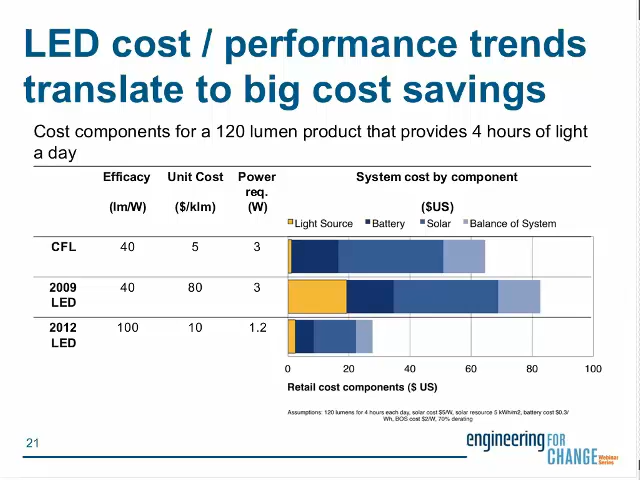 LED cost / performance trends
translate to big cost savings
Cost components for a 120 lumen product that provides 4 hours of light
a day
Efficacy Unit Cost Power System cost by component
req.
(lm/W) ($/klm) (W) ($US)
Light Source Battery Solar Balance of System
CFL 40 5 3
2009 40 80 3
LED
2012 100 10 1.2
LED
0 20 40 60 80 100
Retail cost components ($ US)
Assumptions: 120 lumens for 4 hours each day, solar cost $5/W, solar resource 5 kWh/m2, battery cost $0.3/
Wh, BOS cost $2/W, 70% derating
21
engineering FOR
CHANGE Webinar
Series